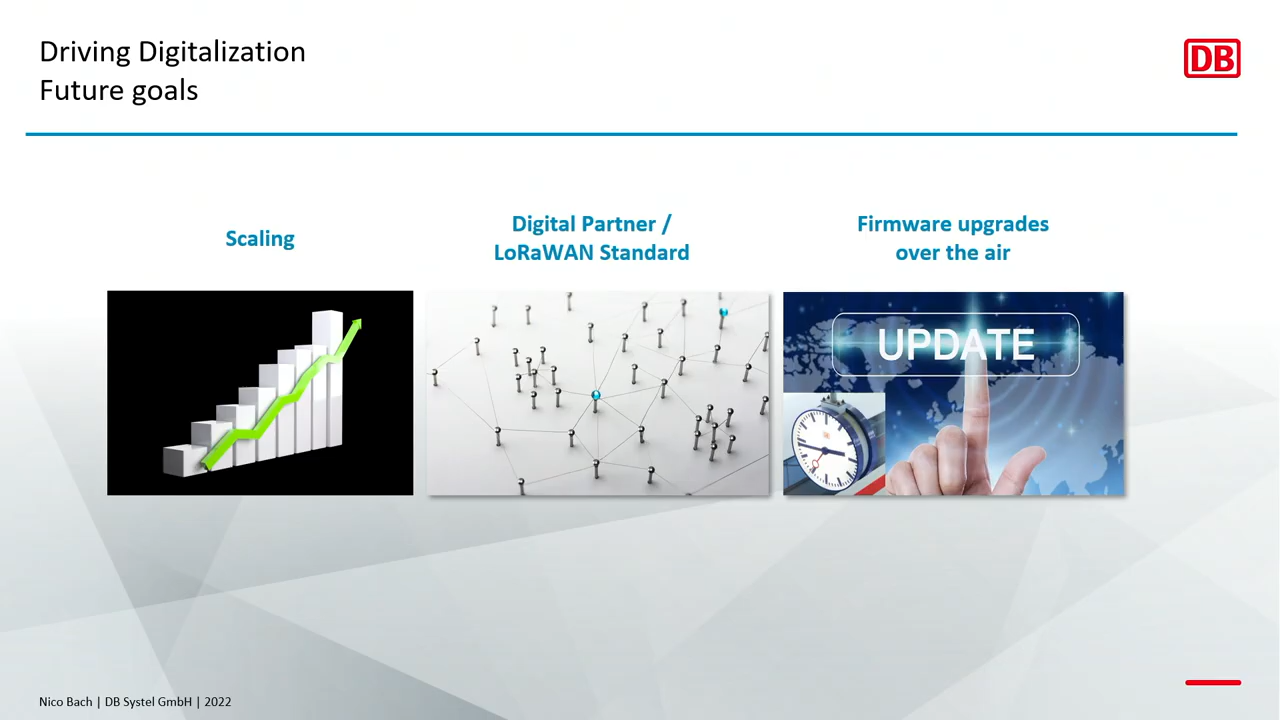 Driving Digitalization
Future goals
DB
Scaling
Digital Partner /
LoRaWAN Standard
Firmware upgrades
over the air
UPDATE
Nico Bach | DB Systel GmbH | 2022